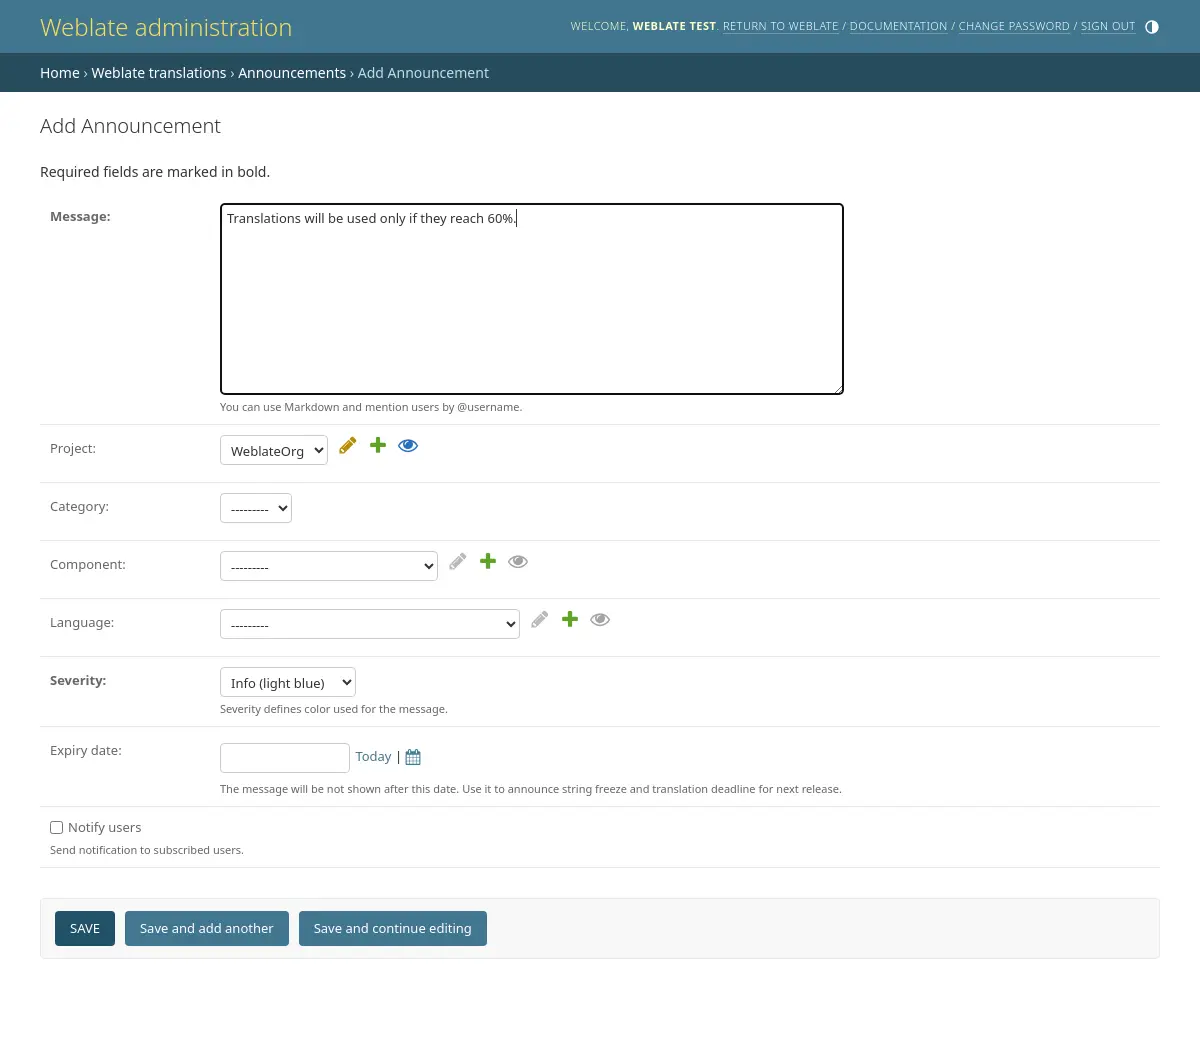 Weblate administration
WELCOME, WEBLATE TEST. RETURN TO WEBLATE / DOCUMENTATION / CHANGE PASSWORD / SIGN OUT
Home › Weblate translations › Announcements › Add Announcement
Add Announcement
Required fields are marked in bold.
Message:
Translations will be used only if they reach 60%.
You can use Markdown and mention users by @username.
Project:
WeblateOrg
Category:
---------
Component:
---------
Language:
---------
Severity:
Info (light blue)
Severity defines color used for the message.
Expiry date:
Today |
The message will be not shown after this date. Use it to announce string freeze and translation deadline for next release.
Notify users
Send notification to subscribed users.
SAVE
Save and add another
Save and continue editing